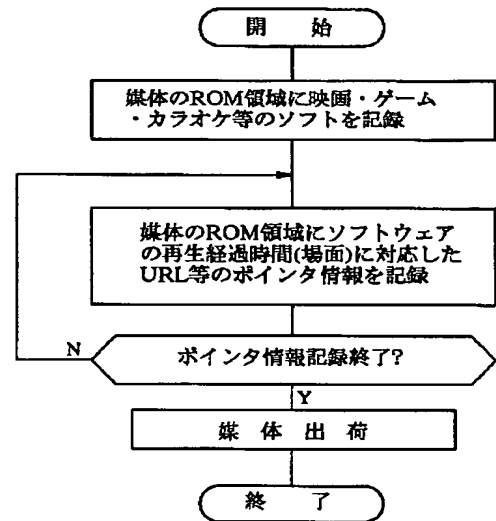 開 始
媒体のROM領域に映画・ゲーム
・カラオケ等のソフトを記録
媒体のROM領域にソフトウェア
の再生経過時間(場面)に対応した
URL等のポインタ情報を記録
N
ポインタ情報記録終了?
Y
媒 体 出 荷
終 了